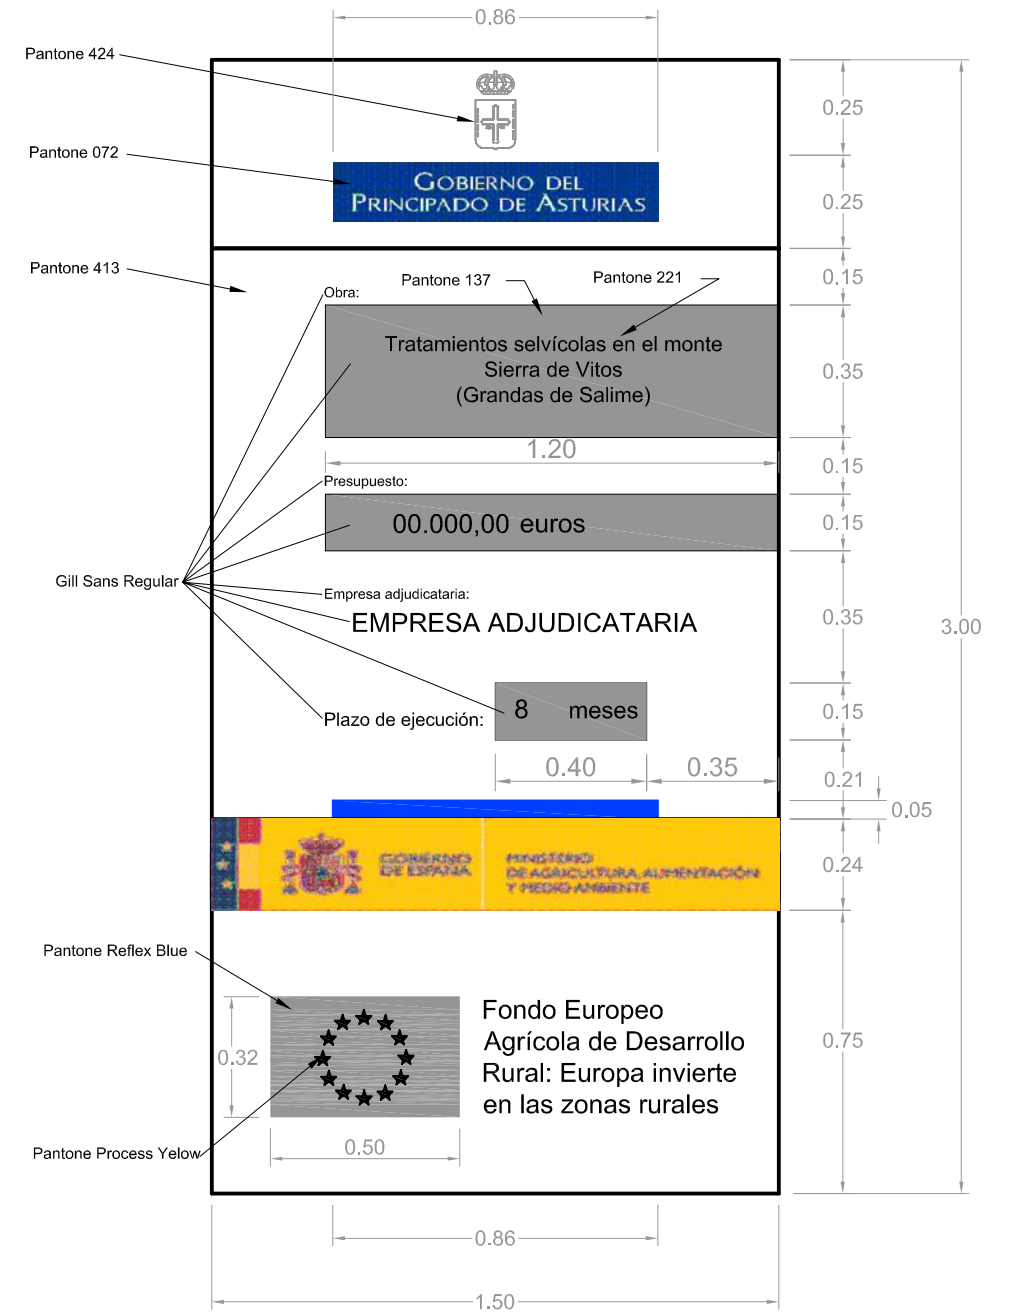 0.86
Pantone 424
0.25
Pantone 072
GOBIERNO DEL
PRINCIPADO DE ASTURIAS
0.25
Pantone 413
Pantone 137
Pantone 221
0.15
Obra:
Tratamientos selvícolas en el monte
Sierra de Vitos
(Grandas de Salime)
0.35
1.20
0.15
Presupuesto:
00.000,00 euros
0.15
Gill Sans Regular
Empresa adjudicataria:
EMPRESA ADJUDICATARIA
0.35
3.00
Plazo de ejecución:
8 meses
0.15
0.40
0.35
0.21
0.05
GOBIERNO
DE ESPAÑA
MINISTERIO
DE AGRICULTURA, ALIMENTACIÓN
Y MEDIO AMBIENTE
0.24
Pantone Reflex Blue
Fondo Europeo
Agrícola de Desarrollo
Rural: Europa invierte
en las zonas rurales
0.32
0.75
0.50
Pantone Process Yelow
0.86
1.50